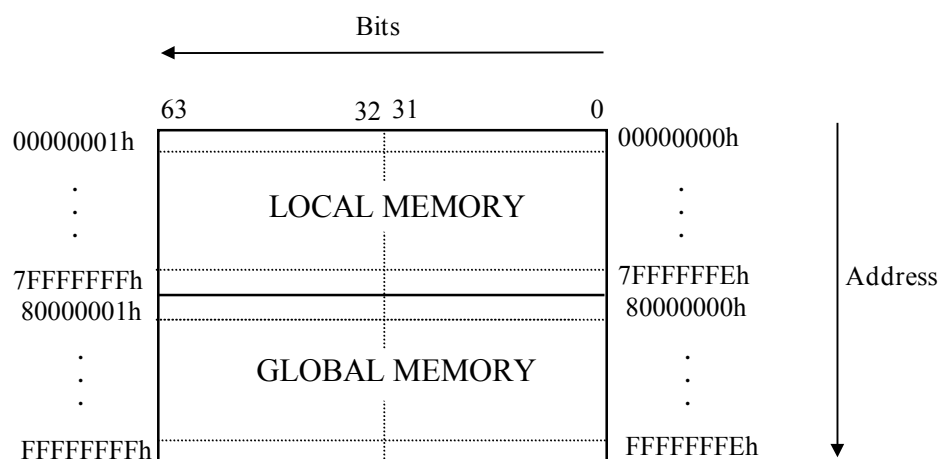 Bits
63 32 31 0
00000001h 00000000h
. .
. .
. .
LOCAL MEMORY
7FFFFFFFh 7FFFFFFEh
Address
80000001h 80000000h
. .
. .
. .
GLOBAL MEMORY
FFFFFFFFh FFFFFFFEh